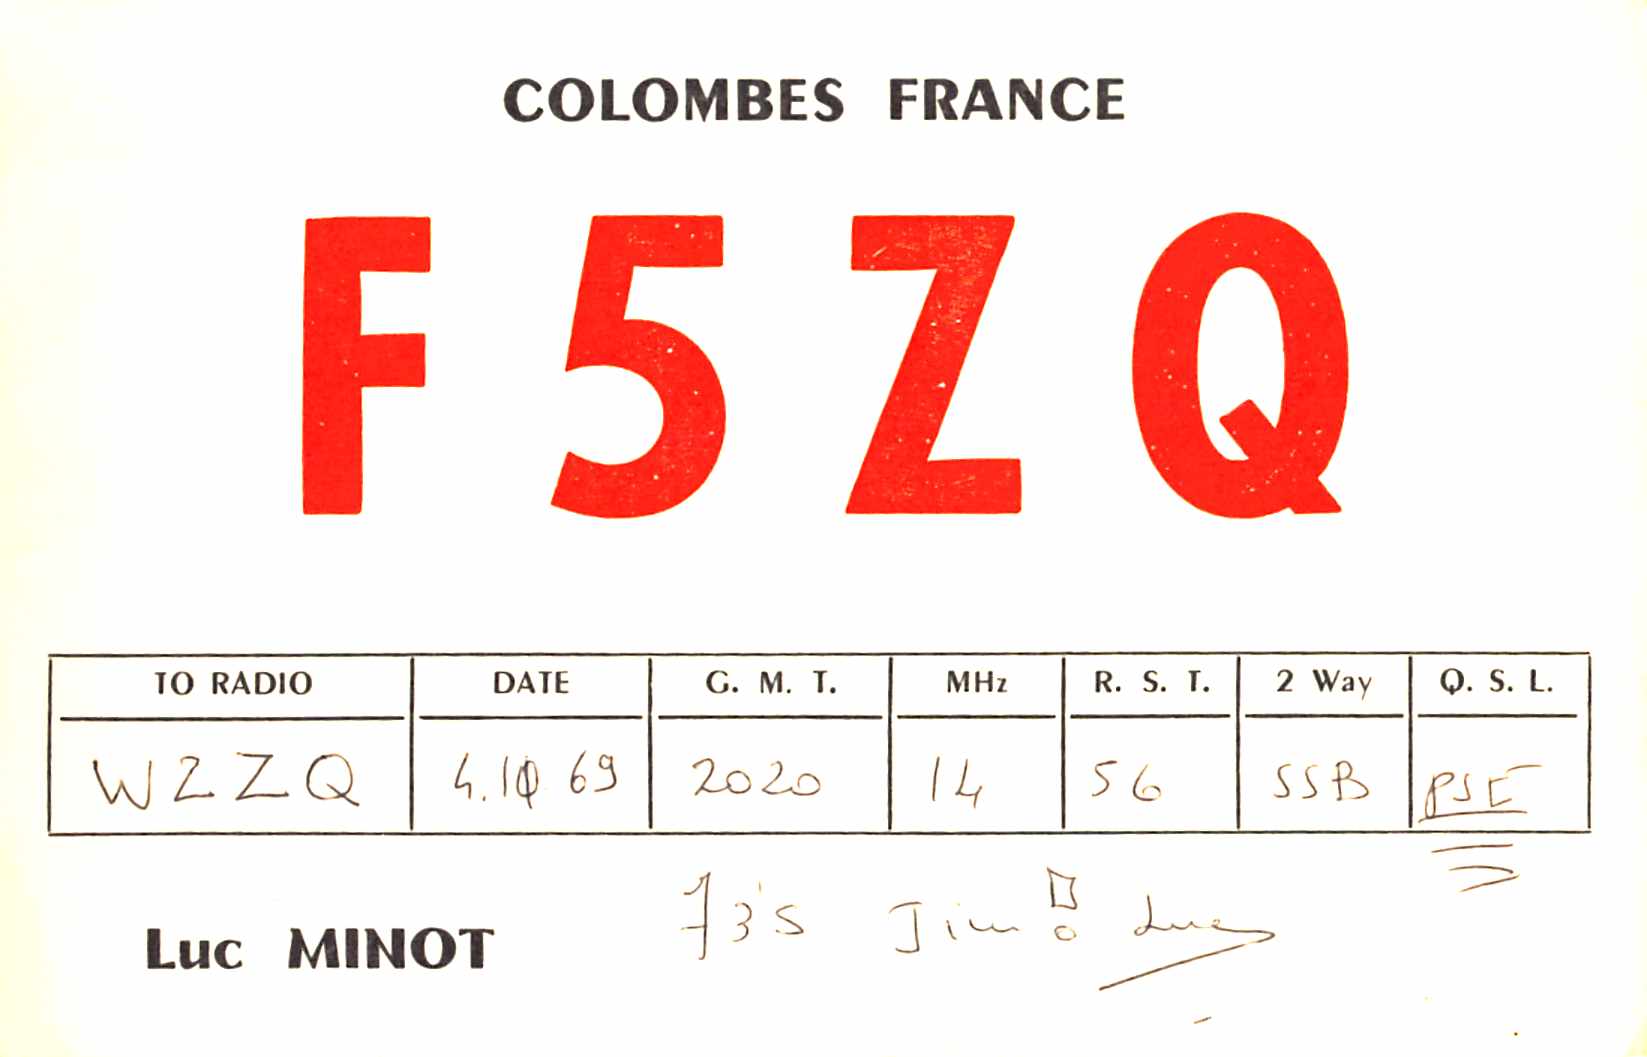 COLOMBES FRANCE
F5ZQ
TO RADIO DATE G. M. T. MHz R. S. T. 2 Way Q. S. L.
W2ZQ 4.10 69 2020 14 56 SSB PSE
73's Jim! Luc
Luc MINOT